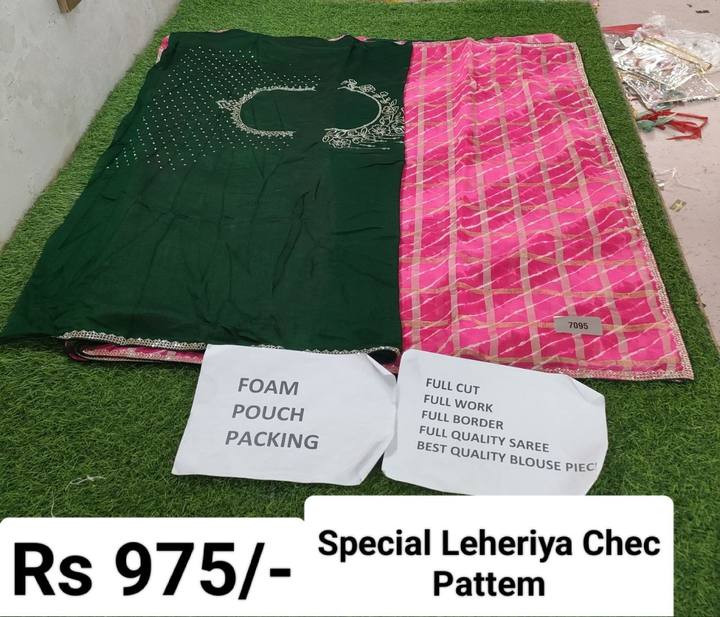 7095
FOAM
POUCH
PACKING
FULL CUT
FULL WORK
FULL BORDER
FULL QUALITY SAREE
BEST QUALITY BLOUSE PIEC
Rs 975/-
Special Leheriya Chec
Pattem